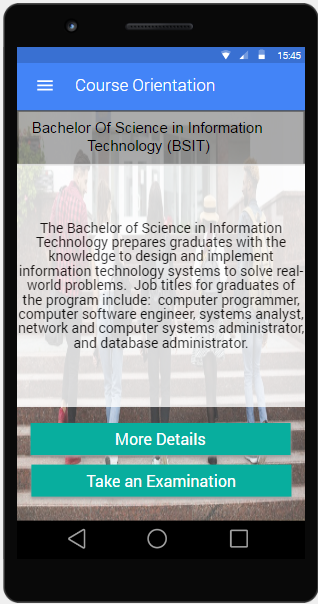 15:45
Course Orientation
Bachelor Of Science in Information
Technology (BSIT)
The Bachelor of Science in Information
Technology prepares graduates with the
knowledge to design and implement
information technology systems to solve real-
world problems.  Job titles for graduates of
the program include:  computer programmer,
computer software engineer, systems analyst,
network and computer systems administrator,
and database administrator.
More Details
Take an Examination